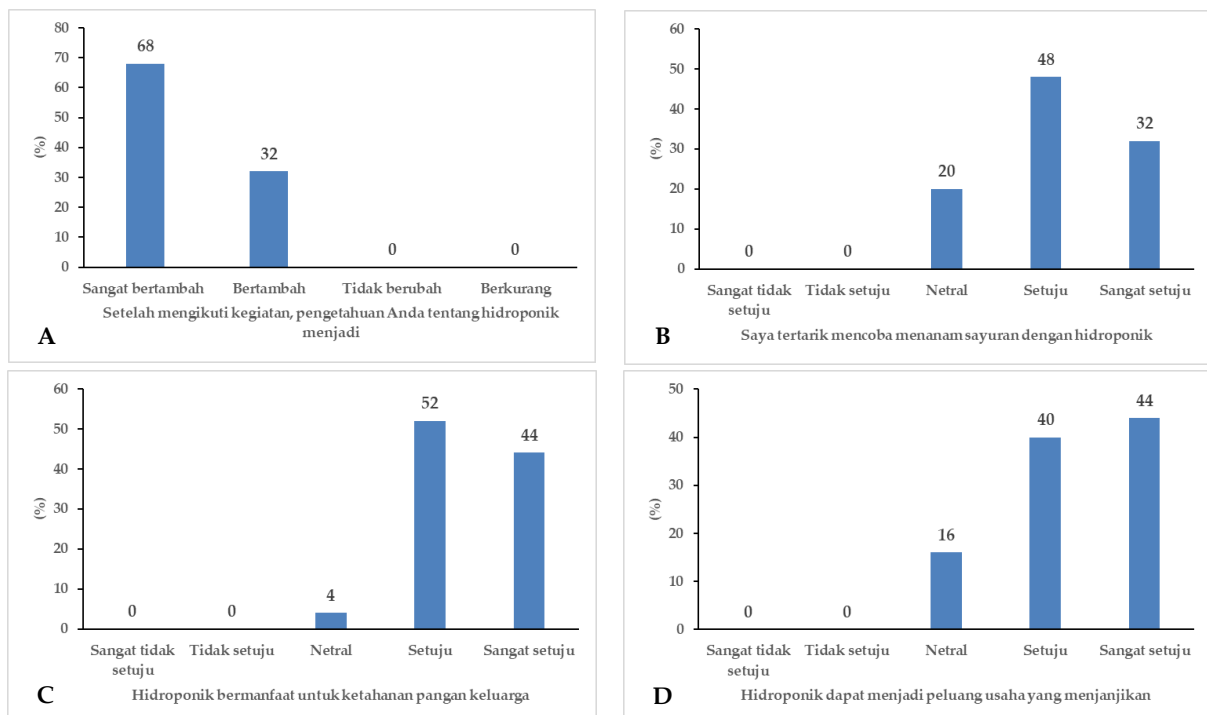 80
70
60
50
40
30
20
10
0
(%)
68
32
0
0
Sangat bertambah
Bertambah
Tidak berubah
Berkurang
Setelah mengikuti kegiatan, pengetahuan Anda tentang hidroponik
menjadi
A
60
50
40
30
20
10
0
(%)
0
0
20
48
32
Sangat tidak
setuju
Tidak setuju
Netral
Setuju
Sangat setuju
Saya tertarik mencoba menanam sayuran dengan hidroponik
B
60
50
40
30
20
10
0
(%)
0
0
4
52
44
Sangat tidak
setuju
Tidak setuju
Netral
Setuju
Sangat setuju
Hidroponik bermanfaat untuk ketahanan pangan keluarga
C
50
40
30
20
10
0
(%)
0
0
16
40
44
Sangat tidak
setuju
Tidak setuju
Netral
Setuju
Sangat setuju
Hidroponik dapat menjadi peluang usaha yang menjanjikan
D